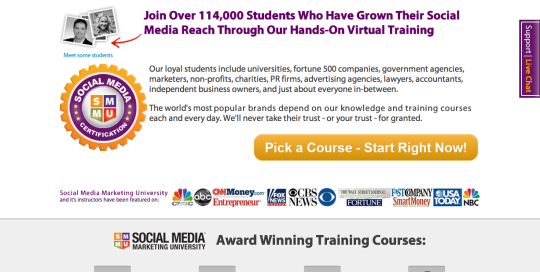 Join Over 114,000 Students Who Have Grown Their Social
Media Reach Through Our Hands-On Virtual Training
Meet some students
Support | Live Chat
Our loyal students include universities, fortune 500 companies, government agencies,
marketers, non-profits, charities, PR firms, advertising agencies, lawyers, accountants,
independent business owners, and just about everyone in-between.
SOCIAL MEDIA
SM
MU
CERTIFICATION
The world's most popular brands depend on our knowledge and training courses
each and every day. We'll never take their trust - or your trust - for granted.
Pick a Course - Start Right Now!
Social Media Marketing University
and it's instructors have been featured on:
CNBC
abc
CNNMoney.com
Entrepreneur
FOX
NEWS
CBS
NEWS
THE WALL STREET JOURNAL
FORTUNE
FAST COMPANY
SmartMoney
USA
TODAY
NBC
SM
MU
SOCIAL MEDIA
MARKETING UNIVERSITY
Award Winning Training Courses: